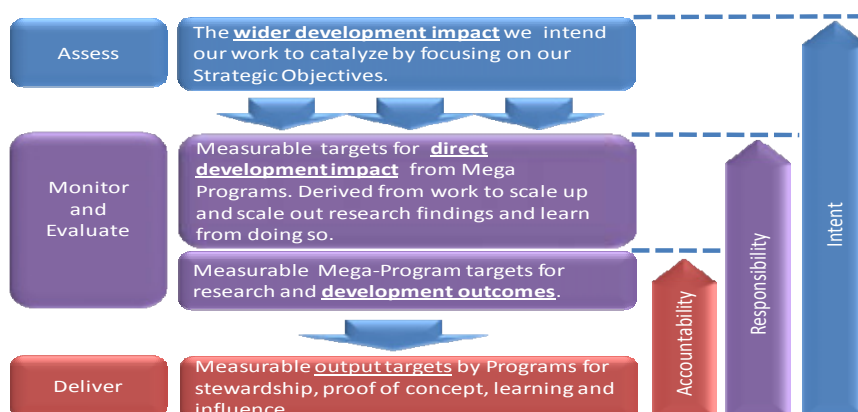 Assess
The wider development impact we intend
our work to catalyze by focusing on our
Strategic Objectives.
Monitor
and
Evaluate
Measurable targets for direct
development impact from Mega
Programs. Derived from work to scale up
and scale out research findings and learn
from doing so.
Measurable Mega-Program targets for
research and development outcomes.
Deliver
Measurable output targets by Programs for
stewardship, proof of concept, learning and
influence
Accountability
Responsibility
Intent